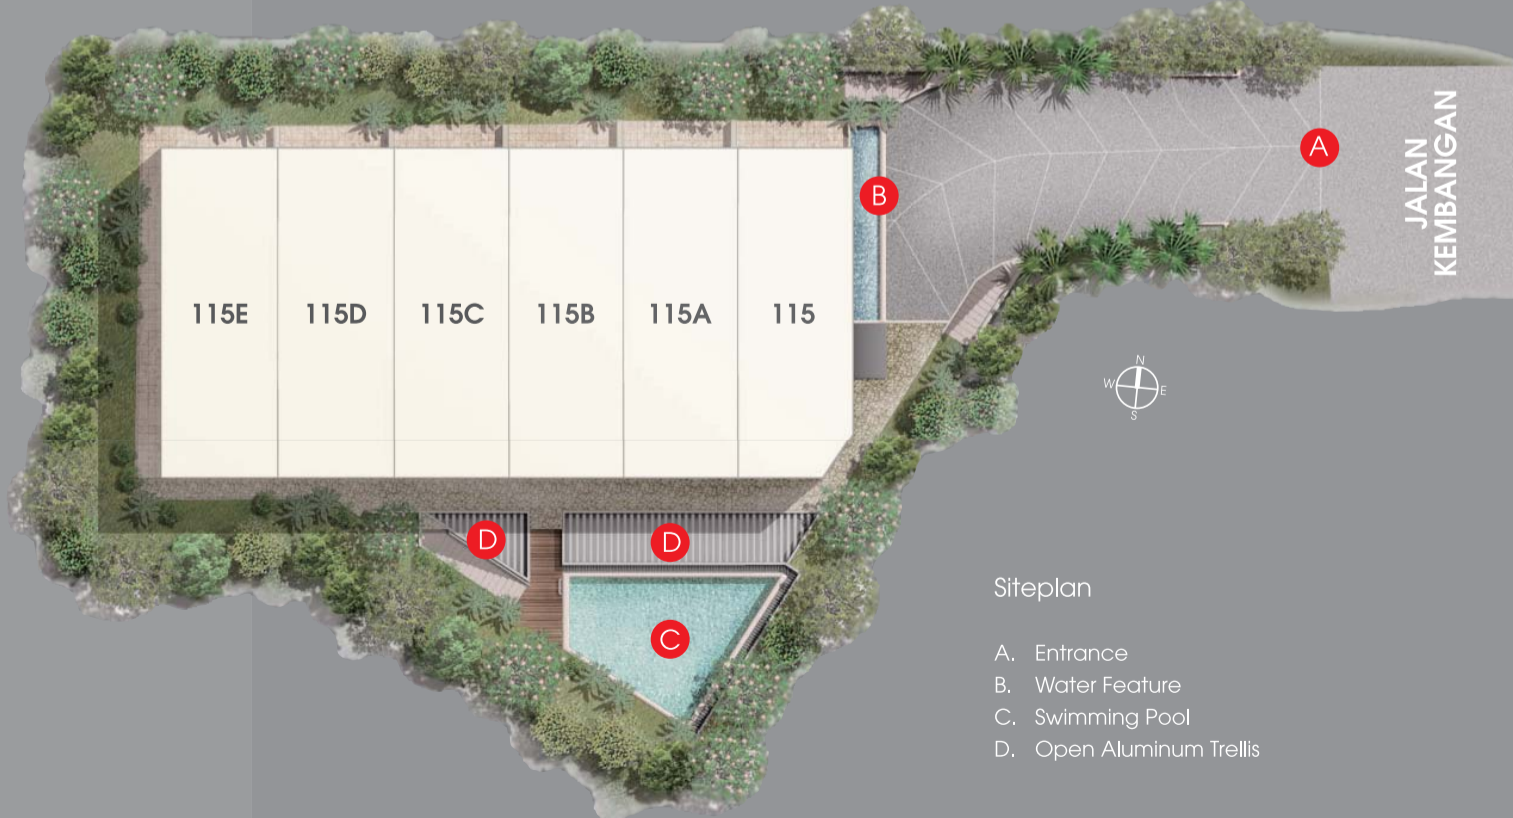 A
JALAN
KEMBANGAN
B
115E 115D 115C 115B 115A 115
N
W E
S
D D
C
Siteplan
A. Entrance
B. Water Feature
C. Swimming Pool
D. Open Aluminum Trellis